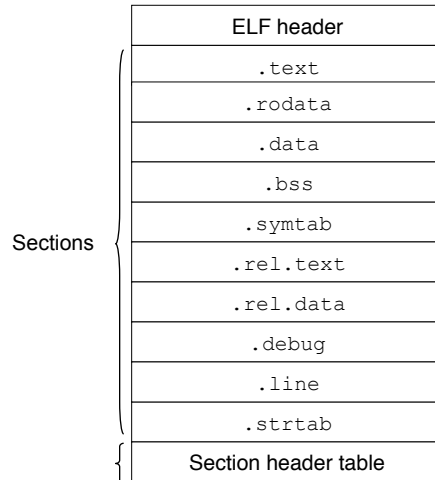 ELF header
.text
.rodata
.data
.bss
Sections
.symtab
.rel.text
.rel.data
.debug
.line
.strtab
Section header table